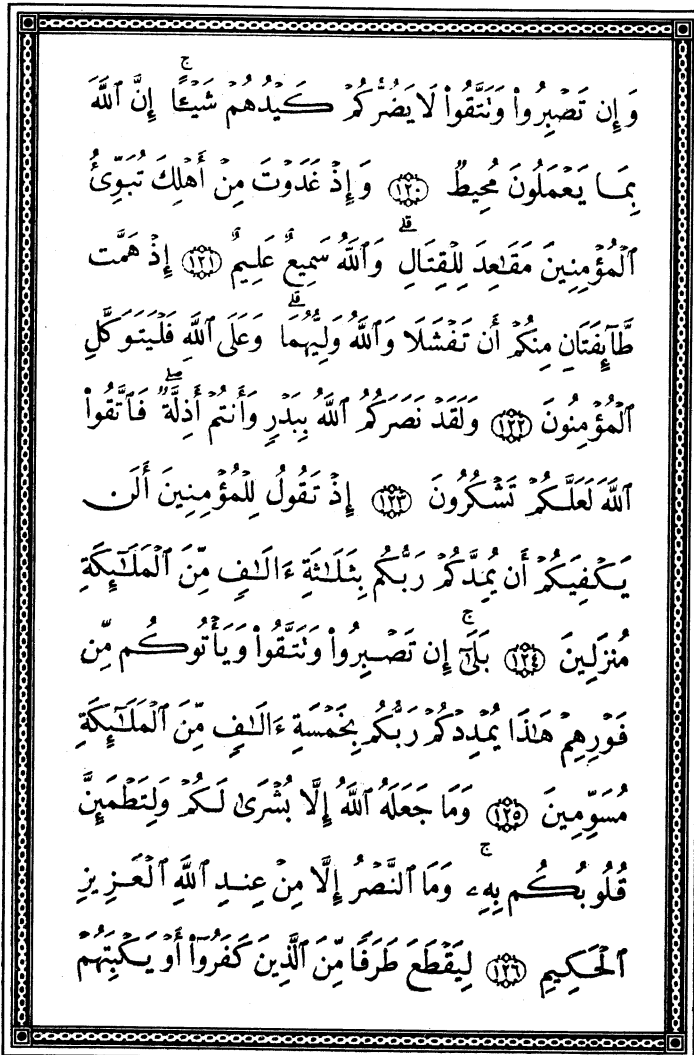 وَإِن تَصۡبِرُواْ وَتَتَّقُواْ لَا يَضُرُّكُمۡ كَيۡدُهُمۡ شَيۡـًٔاۚ إِنَّ ٱللَّهَ
بِمَا يَعۡمَلُونَ مُحِيطٞ ١٢٠ وَإِذۡ غَدَوۡتَ مِنۡ أَهۡلِكَ تُبَوِّئُ
ٱلۡمُؤۡمِنِينَ مَقَٰعِدَ لِلۡقِتَالِۗ وَٱللَّهُ سَمِيعٌ عَلِيمٌ ١٢١ إِذۡ هَمَّت
طَّآئِفَتَانِ مِنكُمۡ أَن تَفۡشَلَا وَٱللَّهُ وَلِيُّهُمَاۗ وَعَلَى ٱللَّهِ فَلۡيَتَوَكَّلِ
ٱلۡمُؤۡمِنُونَ ١٢٢ وَلَقَدۡ نَصَرَكُمُ ٱللَّهُ بِبَدۡرٖ وَأَنتُمۡ أَذِلَّةٞۖ فَٱتَّقُواْ
ٱللَّهَ لَعَلَّكُمۡ تَشۡكُرُونَ ١٢٣ إِذۡ تَقُولُ لِلۡمُؤۡمِنِينَ أَلَن
يَكۡفِيَكُمۡ أَن يُمِدَّكُمۡ رَبُّكُم بِثَلَٰثَةِ ءَالَٰفٖ مِّنَ ٱلۡمَلَٰٓئِكَةِ
مُنزَلِينَ ١٢٤ بَلَىٰٓۚ إِن تَصۡبِرُواْ وَتَتَّقُواْ وَيَأۡتُوكُم مِّن
فَوۡرِهِمۡ هَٰذَا يُمۡدِدۡكُمۡ رَبُّكُم بِخَمۡسَةِ ءَالَٰفٖ مِّنَ ٱلۡمَلَٰٓئِكَةِ
مُسَوِّمِينَ ١٢٥ وَمَا جَعَلَهُ ٱللَّهُ إِلَّا بُشۡرَىٰ لَكُمۡ وَلِتَطۡمَئِنَّ
قُلُوبُكُم بِهِۦۚ وَمَا ٱلنَّصۡرُ إِلَّا مِنۡ عِندِ ٱللَّهِ ٱلۡعَزِيزِ
ٱلۡحَكِيمِ ١٢٦ لِيَقۡطَعَ طَرَفٗا مِّنَ ٱلَّذِينَ كَفَرُوٓاْ أَوۡ يَكۡبِتَهُمۡ